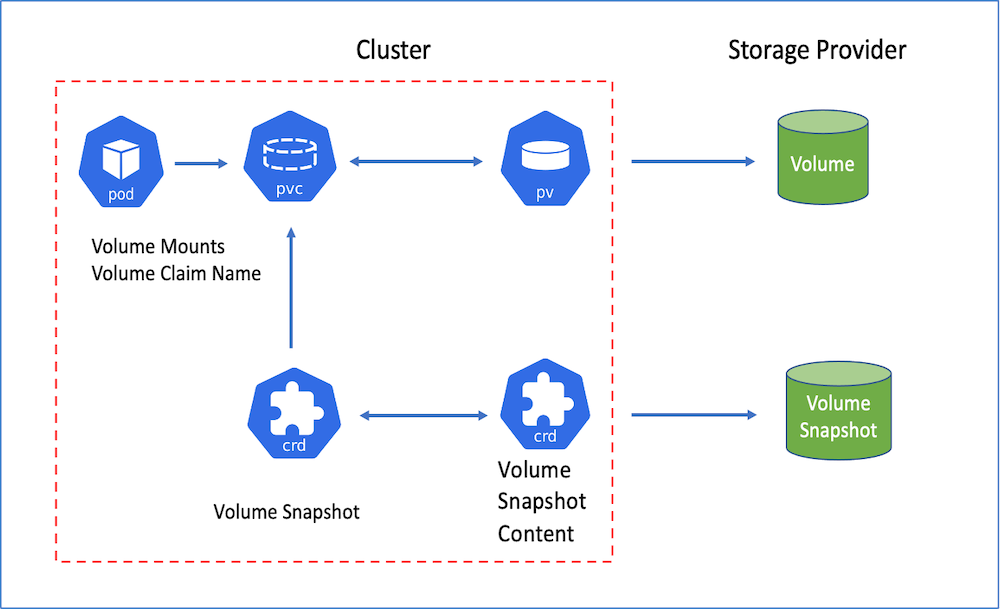 Cluster
Storage Provider
pod
pvc
pv
Volume
Volume Mounts
Volume Claim Name
crd
crd
Volume
Snapshot
Volume Snapshot
Volume
Snapshot
Content